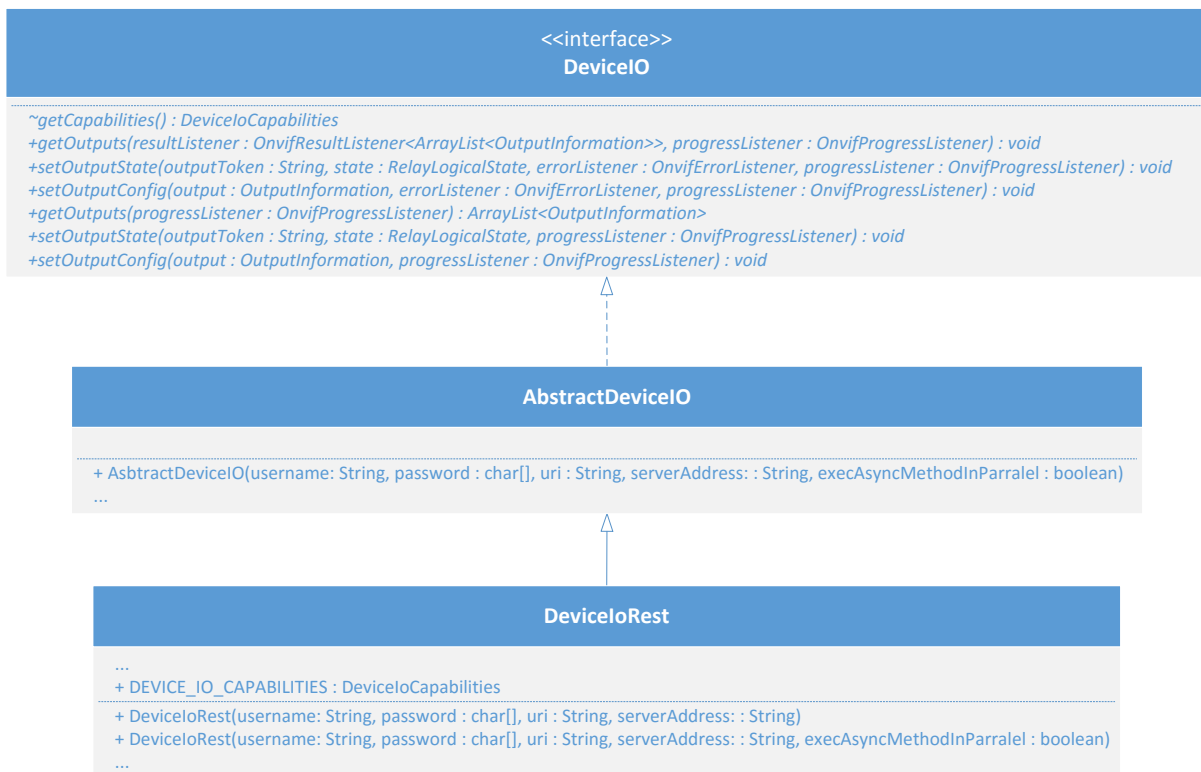 <<interface>>
DeviceIO
~getCapabilities() : DeviceIoCapabilities
+getOutputs(resultListener : OnvifResultListener<ArrayList<OutputInformation>>, progressListener : OnvifProgressListener) : void
+setOutputState(outputToken : String, state : RelayLogicalState, errorListener : OnvifErrorListener, progressListener : OnvifProgressListener) : void
+setOutputConfig(output : OutputInformation, errorListener : OnvifErrorListener, progressListener : OnvifProgressListener) : void
+getOutputs(progressListener : OnvifProgressListener) : ArrayList<OutputInformation>
+setOutputState(outputToken : String, state : RelayLogicalState, progressListener : OnvifProgressListener) : void
+setOutputConfig(output : OutputInformation, progressListener : OnvifProgressListener) : void
AbstractDeviceIO
+ AsbtractDeviceIO(username: String, password : char[], uri : String, serverAddress: : String, execAsyncMethodInParralel : boolean)
...
DeviceIoRest
...
+ DEVICE_IO_CAPABILITIES : DeviceIoCapabilities
+ DeviceIoRest(username: String, password : char[], uri : String, serverAddress: : String)
+ DeviceIoRest(username: String, password : char[], uri : String, serverAddress: : String, execAsyncMethodInParralel : boolean)
...